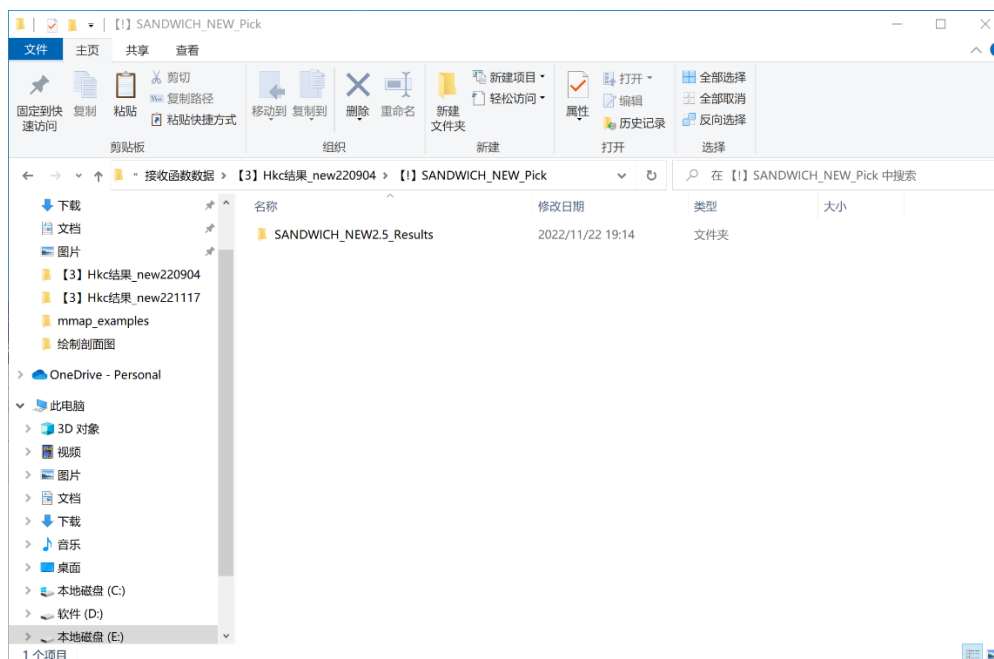 【!】SANDWICH_NEW_Pick
文件 主页 共享 查看
固定到快速访问
复制
粘贴
剪切
复制路径
粘贴快捷方式
剪贴板
移动到
复制到
删除
重命名
组织
新建文件夹
新建项目
轻松访问
新建
属性
打开
编辑
历史记录
打开
全部选择
全部取消
反向选择
选择
接收函数数据 > 【3】Hkc结果_new220904 > 【!】SANDWICH_NEW_Pick
在 【!】SANDWICH_NEW_Pick 中搜索
名称 修改日期 类型 大小
SANDWICH_NEW2.5_Results 2022/11/22 19:14 文件夹
下载
文档
图片
【3】Hkc结果_new220904
【3】Hkc结果_new221117
mmap_examples
绘制剖面图
OneDrive - Personal
此电脑
3D 对象
视频
图片
文档
下载
音乐
桌面
本地磁盘 (C:)
软件 (D:)
本地磁盘 (E:)
1 个项目